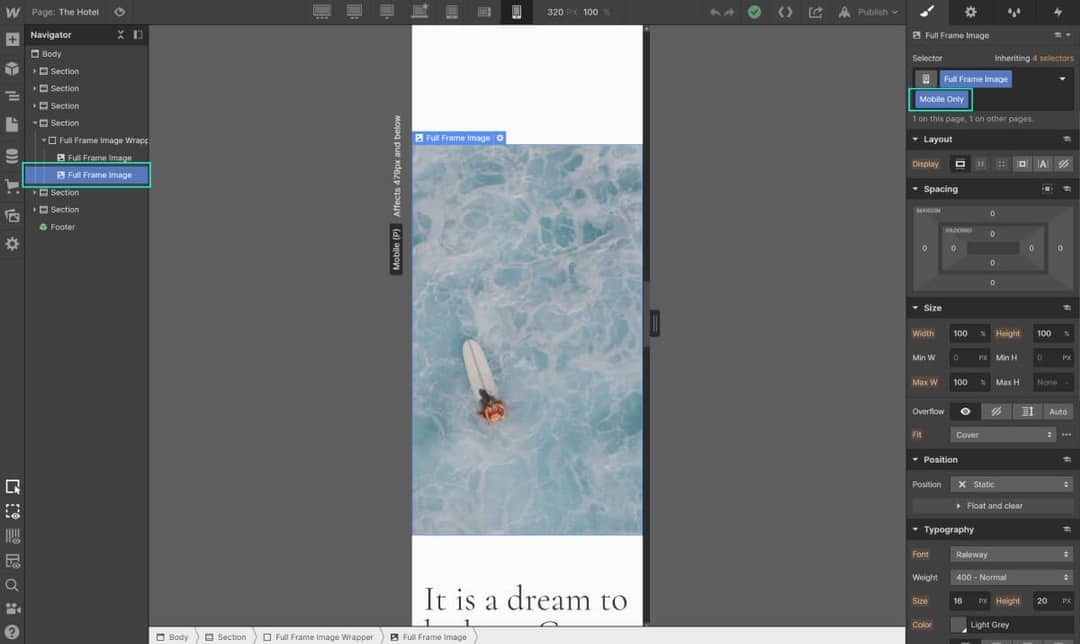 Page: The Hotel
320 PX 100 %
Publish
Navigator
Body
Section
Section
Section
Section
Full Frame Image Wrapp
Full Frame Image
Full Frame Image
Section
Section
Footer
Affects 479px and below
Mobile (P)
Full Frame Image
It is a dream to
Body
Section
Full Frame Image Wrapper
Full Frame Image
Full Frame Image
Selector
Inheriting 4 selectors
Full Frame Image
Mobile Only
1 on this page, 1 on other pages.
Layout
Display
Spacing
MARGIN
0
PADDING
0
0 0 0 0
0
0
Size
Width 100 % Height 100 %
Min W 0 PX Min H 0 PX
Max W 100 % Max H None -
Overflow Auto
Fit Cover
Position
Position Static
Float and clear
Typography
Font Raleway
Weight 400 - Normal
Size 16 PX Height 20 PX
Color Light Grey